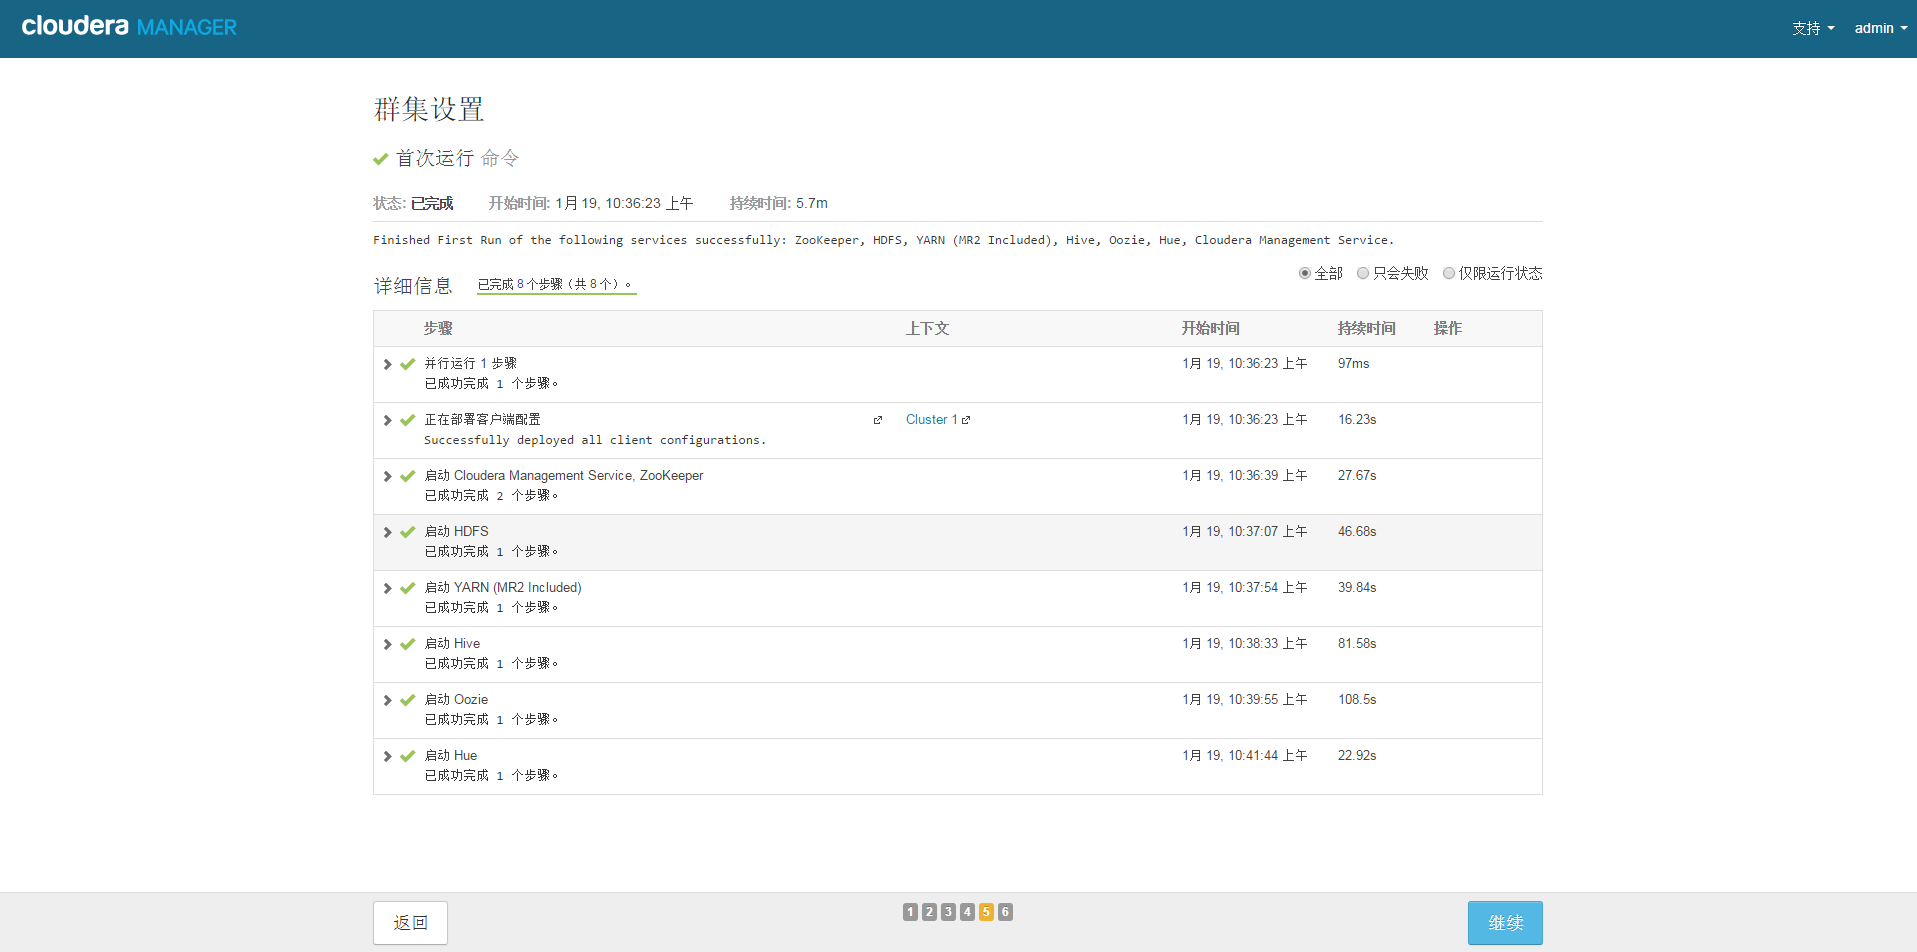 cloudera MANAGER
支持 admin
群集设置
首次运行 命令
状态: 已完成 开始时间: 1月 19, 10:36:23 上午 持续时间: 5.7m
Finished First Run of the following services successfully: ZooKeeper, HDFS, YARN (MR2 Included), Hive, Oozie, Hue, Cloudera Management Service.
全部 只会失败 仅限运行状态
详细信息 已完成 8 个步骤（共 8 个）。
步骤 上下文 开始时间 持续时间 操作
并行运行 1 步骤 1月 19, 10:36:23 上午 97ms
已成功完成 1 个步骤。
正在部署客户端配置 Cluster 1 1月 19, 10:36:23 上午 16.23s
Successfully deployed all client configurations.
启动 Cloudera Management Service, ZooKeeper 1月 19, 10:36:39 上午 27.67s
已成功完成 2 个步骤。
启动 HDFS 1月 19, 10:37:07 上午 46.68s
已成功完成 1 个步骤。
启动 YARN (MR2 Included) 1月 19, 10:37:54 上午 39.84s
已成功完成 1 个步骤。
启动 Hive 1月 19, 10:38:33 上午 81.58s
已成功完成 1 个步骤。
启动 Oozie 1月 19, 10:39:55 上午 108.5s
已成功完成 1 个步骤。
启动 Hue 1月 19, 10:41:44 上午 22.92s
已成功完成 1 个步骤。
返回 1 2 3 4 5 6 继续